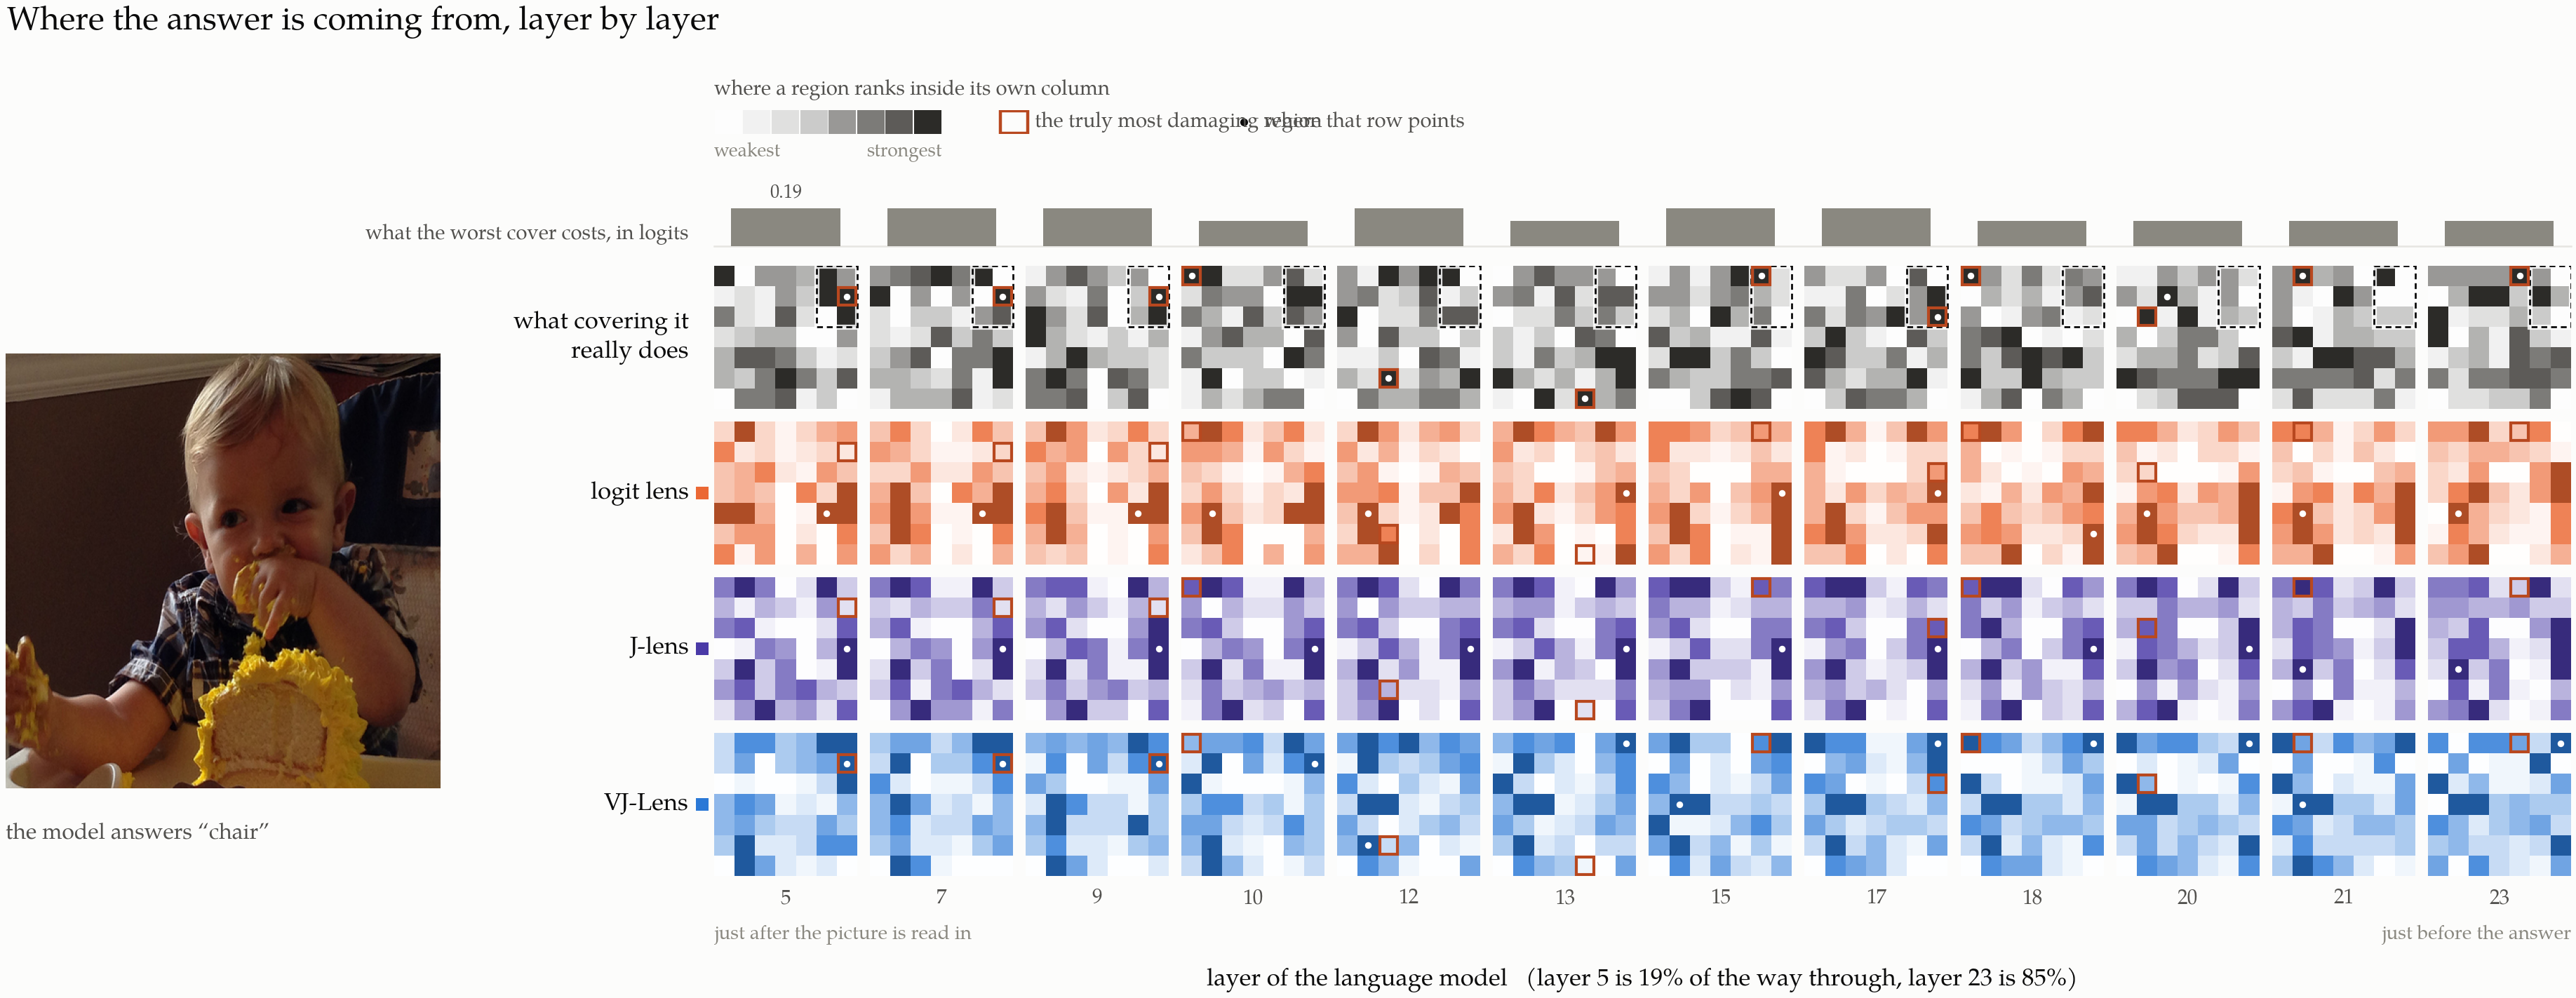 Where the answer is coming from, layer by layer
where a region ranks inside its own column
the truly most damaging region
where that row points
weakest
strongest
0.19
what the worst cover costs, in logits
what covering it
really does
logit lens
J-lens
VJ-Lens
the model answers “chair”
5 7 9 10 12 13 15 17 18 20 21 23
just after the picture is read in
just before the answer
layer of the language model (layer 5 is 19% of the way through, layer 23 is 85%)